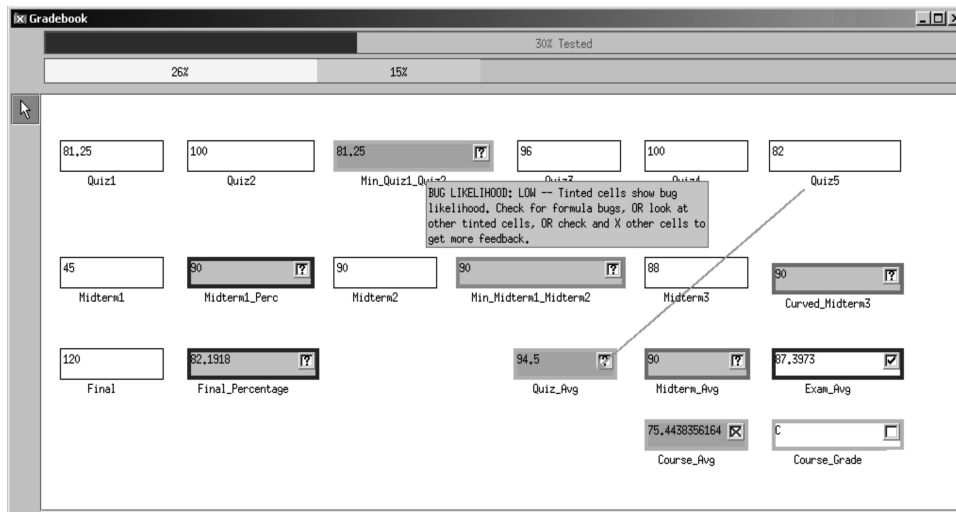 Gradebook
30% Tested
26% 15%
81.25 100 81.25 ? 96 100 82
Quiz1 Quiz2 Min_Quiz1_Quiz2 Quiz3 Quiz4 Quiz5
BUG LIKELIHOOD: LOW -- Tinted cells show bug
likelihood. Check for formula bugs, OR look at
other tinted cells, OR check and X other cells to
get more feedback.
45 90 ? 90 90 ? 88 90 ?
Midterm1 Midterm1_Perc Midterm2 Min_Midterm1_Midterm2 Midterm3 Curved_Midterm3
120 82.1918 ? 94.5 ? 90 ? 87.3973
Final Final_Percentage Quiz_Avg Midterm_Avg Exam_Avg
75.4438356164 C
Course_Avg Course_Grade